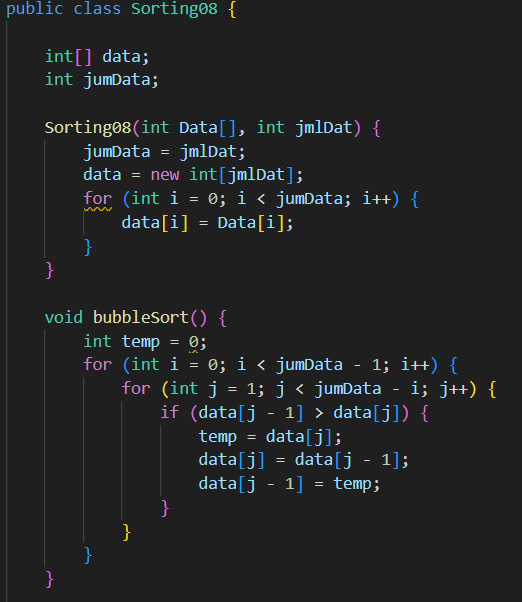 public class Sorting08 {
int[] data;
int jumData;
Sorting08(int Data[], int jmlDat) {
jumData = jmlDat;
data = new int[jmlDat];
for (int i = 0; i < jumData; i++) {
data[i] = Data[i];
}
}
void bubbleSort() {
int temp = 0;
for (int i = 0; i < jumData - 1; i++) {
for (int j = 1; j < jumData - i; j++) {
if (data[j - 1] > data[j]) {
temp = data[j];
data[j] = data[j - 1];
data[j - 1] = temp;
}
}
}
}